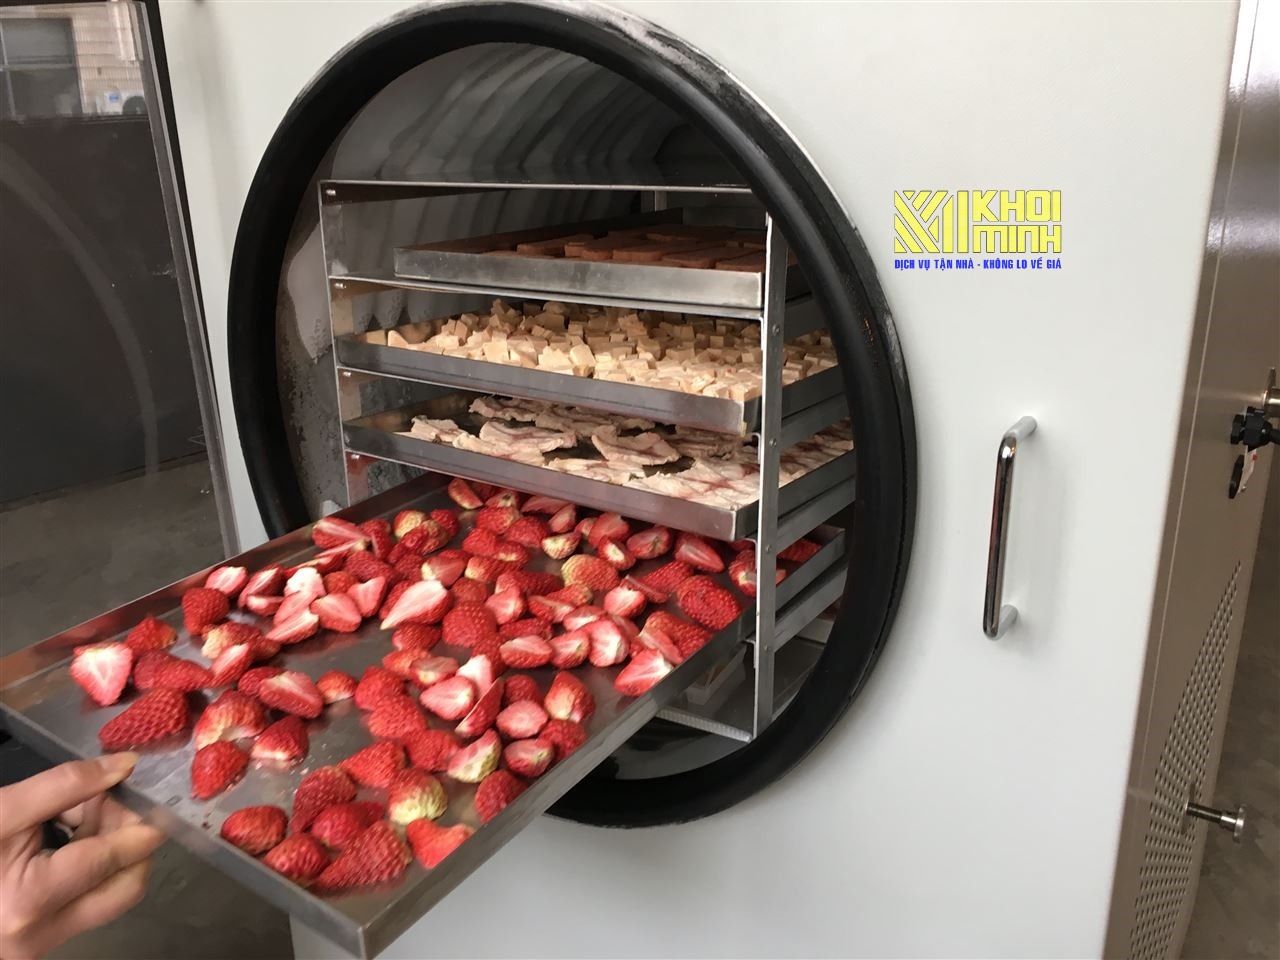 KHOI
MINH
DỊCH VỤ TẬN NHÀ - KHÔNG LO VỀ GIÁ